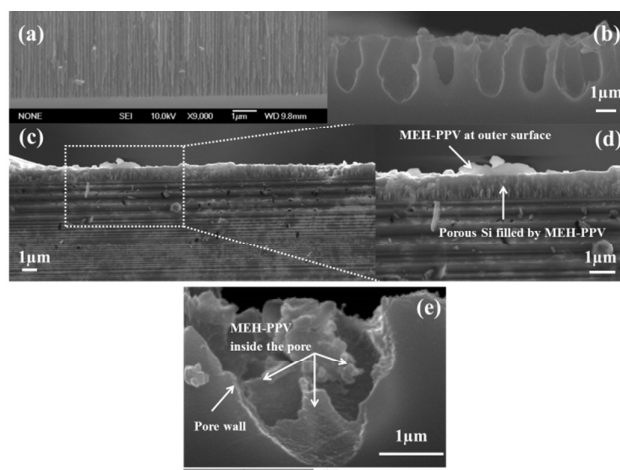 (a)
NONE SEI 10.0kV X9,000 1μm WD 9.8mm
(b)
1μm
(c)
1μm
MEH-PPV at outer surface
(d)
Porous Si filled by MEH-PPV
1μm
(e)
MEH-PPV
inside the pore
Pore wall
1μm